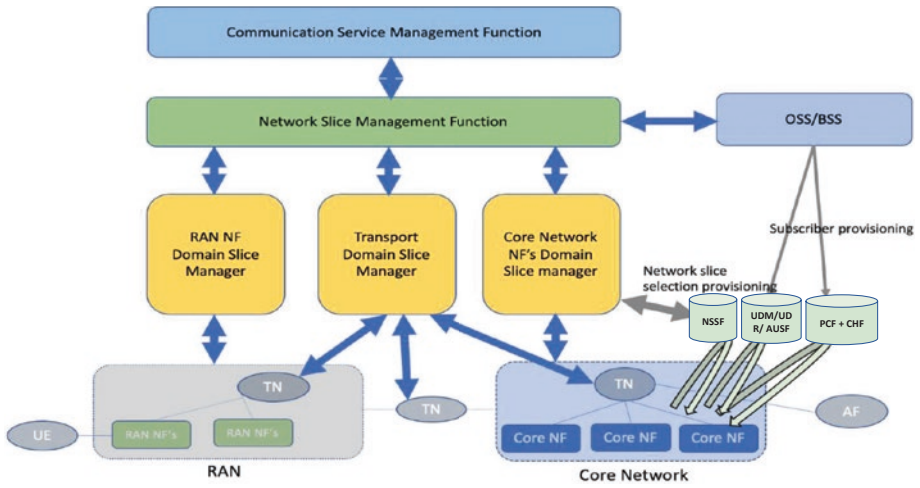 Communication Service Management Function
Network Slice Management Function
OSS/BSS
RAN NF
Domain Slice
Manager
Transport
Domain Slice
Manager
Core Network
NF's Domain
Slice manager
Subscriber provisioning
Network slice
selection provisioning
NSSF
UDM/UD
R/ AUSF
PCF + CHF
TN
TN
TN
AF
UE
RAN NF's
RAN NF's
Core NF
Core NF
Core NF
RAN
Core Network